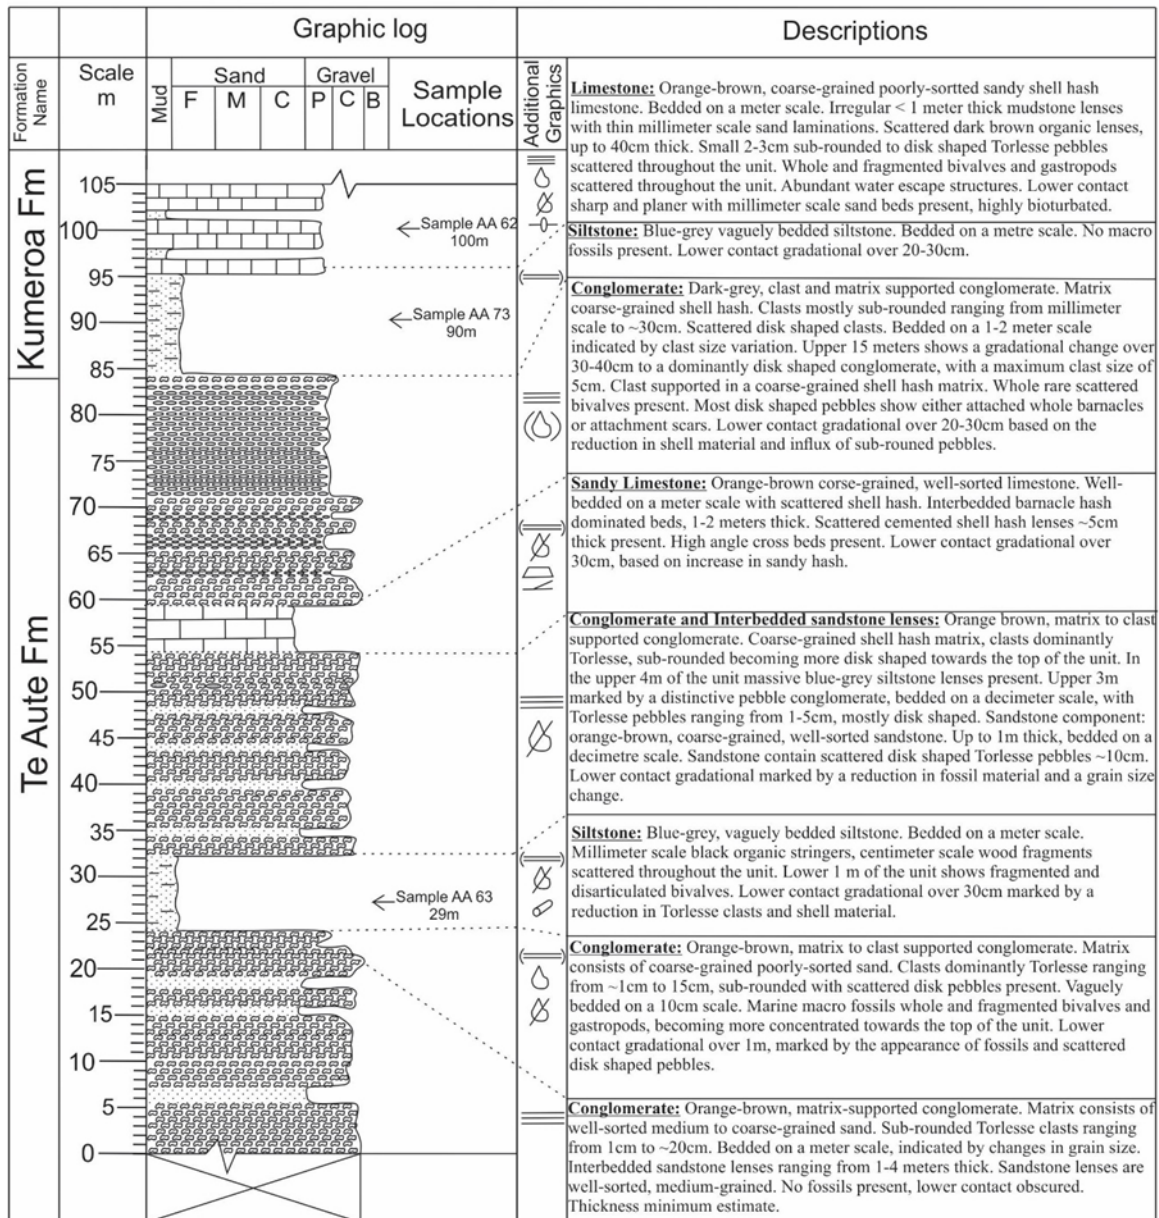 Graphic log
Descriptions
Formation
Name
Scale
m
Mud
Sand
F
M
C
Gravel
P
C
B
Sample
Locations
Additional
Graphics
Kumeroa Fm
Te Aute Fm
105
100
95
90
85
80
75
70
65
60
55
50
45
40
35
30
25
20
15
10
5
0
Sample AA 62
100m
Sample AA 73
90m
Sample AA 63
29m
Limestone: Orange-brown, coarse-grained poorly-sortted sandy shell hash
limestone. Bedded on a meter scale. Irregular < 1 meter thick mudstone lenses
with thin millimeter scale sand laminations. Scattered dark brown organic lenses,
up to 40cm thick. Small 2-3cm sub-rounded to disk shaped Torlesse pebbles
scattered throughout the unit. Whole and fragmented bivalves and gastropods
scattered throughout the unit. Abundant water escape structures. Lower contact
sharp and planer with millimeter scale sand beds present, highly bioturbated.
Siltstone: Blue-grey vaguely bedded siltstone. Bedded on a metre scale. No macro
fossils present. Lower contact gradational over 20-30cm.
Conglomerate: Dark-grey, clast and matrix supported conglomerate. Matrix
coarse-grained shell hash. Clasts mostly sub-rounded ranging from millimeter
scale to ~30cm. Scattered disk shaped clasts. Bedded on a 1-2 meter scale
indicated by clast size variation. Upper 15 meters shows a gradational change over
30-40cm to a dominantly disk shaped conglomerate, with a maximum clast size of
5cm. Clast supported in a coarse-grained shell hash matrix. Whole rare scattered
bivalves present. Most disk shaped pebbles show either attached whole barnacles
or attachment scars. Lower contact gradational over 20-30cm based on the
reduction in shell material and influx of sub-rouned pebbles.
Sandy Limestone: Orange-brown corse-grained, well-sorted limestone. Well-
bedded on a meter scale with scattered shell hash. Interbedded barnacle hash
dominated beds, 1-2 meters thick. Scattered cemented shell hash lenses ~5cm
thick present. High angle cross beds present. Lower contact gradational over
30cm, based on increase in sandy hash.
Conglomerate and Interbedded sandstone lenses: Orange brown, matrix to clast
supported conglomerate. Coarse-grained shell hash matrix, clasts dominantly
Torlesse, sub-rounded becoming more disk shaped towards the top of the unit. In
the upper 4m of the unit massive blue-grey siltstone lenses present. Upper 3m
marked by a distinctive pebble conglomerate, bedded on a decimeter scale, with
Torlesse pebbles ranging from 1-5cm, mostly disk shaped. Sandstone component:
orange-brown, coarse-grained, well-sorted sandstone. Up to 1m thick, bedded on a
decimetre scale. Sandstone contain scattered disk shaped Torlesse pebbles ~10cm.
Lower contact gradational marked by a reduction in fossil material and a grain size
change.
Siltstone: Blue-grey, vaguely bedded siltstone. Bedded on a meter scale.
Millimeter scale black organic stringers, centimeter scale wood fragments
scattered throughout the unit. Lower 1 m of the unit shows fragmented and
disarticulated bivalves. Lower contact gradational over 30cm marked by a
reduction in Torlesse clasts and shell material.
Conglomerate: Orange-brown, matrix to clast supported conglomerate. Matrix
consists of coarse-grained poorly-sorted sand. Clasts dominantly Torlesse ranging
from ~1cm to 15cm, sub-rounded with scattered disk pebbles present. Vaguely
bedded on a 10cm scale. Marine macro fossils whole and fragmented bivalves and
gastropods, becoming more concentrated towards the top of the unit. Lower
contact gradational over 1m, marked by the appearance of fossils and scattered
disk shaped pebbles.
Conglomerate: Orange-brown, matrix-supported conglomerate. Matrix consists of
well-sorted medium to coarse-grained sand. Sub-rounded Torlesse clasts ranging
from 1cm to ~20cm. Bedded on a meter scale, indicated by changes in grain size.
Interbedded sandstone lenses ranging from 1-4 meters thick. Sandstone lenses are
well-sorted, medium-grained. No fossils present, lower contact obscured.
Thickness minimum estimate.